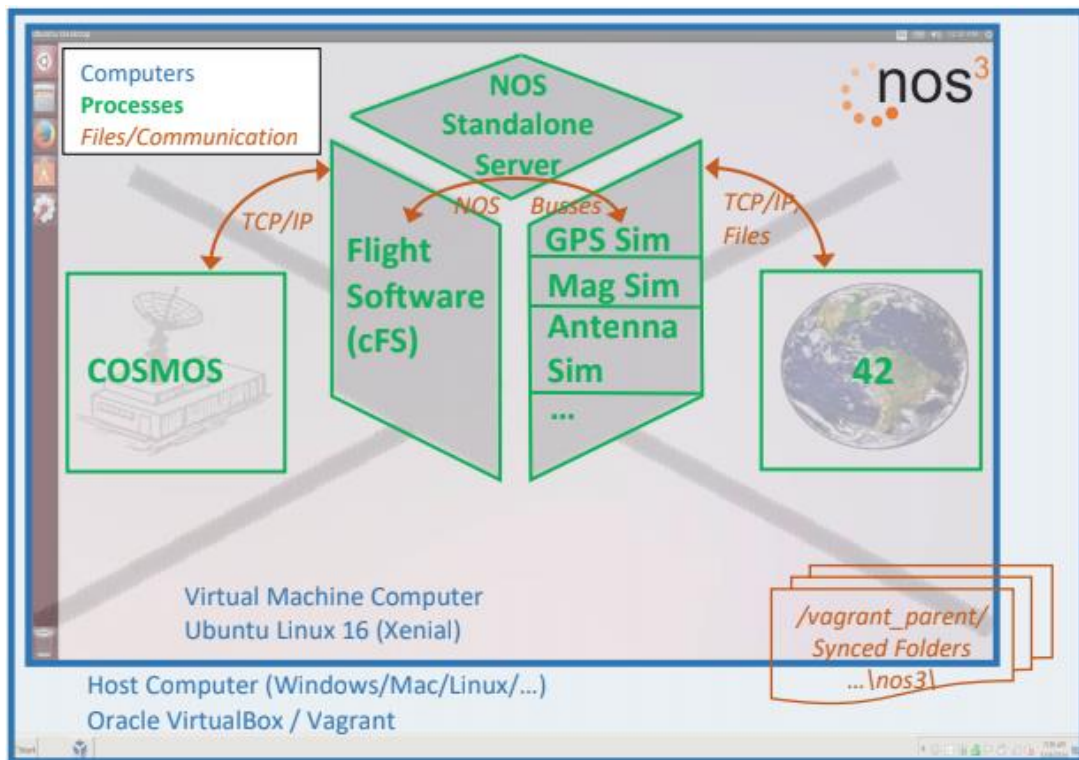 Ubuntu Desktop
Computers
Processes
Files/Communication
nos3
NOS
Standalone
Server
TCP/IP
NOS Busses
TCP/IP,
Files
Flight
Software
(cFS)
GPS Sim
Mag Sim
Antenna
Sim
...
COSMOS
42
Virtual Machine Computer
Ubuntu Linux 16 (Xenial)
/vagrant_parent/
Synced Folders
...\nos3\
Host Computer (Windows/Mac/Linux/...)
Oracle VirtualBox / Vagrant